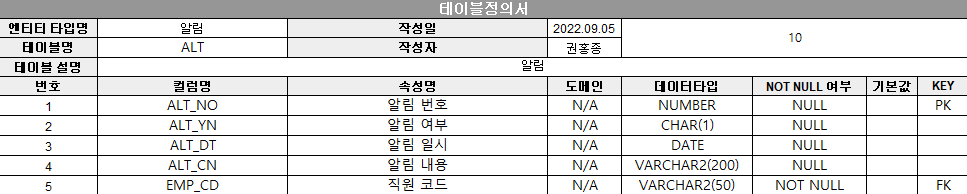 테이블정의서
엔티티 타입명 알림 작성일 2022.09.05 10
테이블명 ALT 작성자 권홍종
테이블 설명 알림
번호 컬럼명 속성명 도메인 데이터타입 NOT NULL 여부 기본값 KEY
1 ALT_NO 알림 번호 N/A NUMBER NULL PK
2 ALT_YN 알림 여부 N/A CHAR(1) NULL
3 ALT_DT 알림 일시 N/A DATE NULL
4 ALT_CN 알림 내용 N/A VARCHAR2(200) NULL
5 EMP_CD 직원 코드 N/A VARCHAR2(50) NOT NULL FK